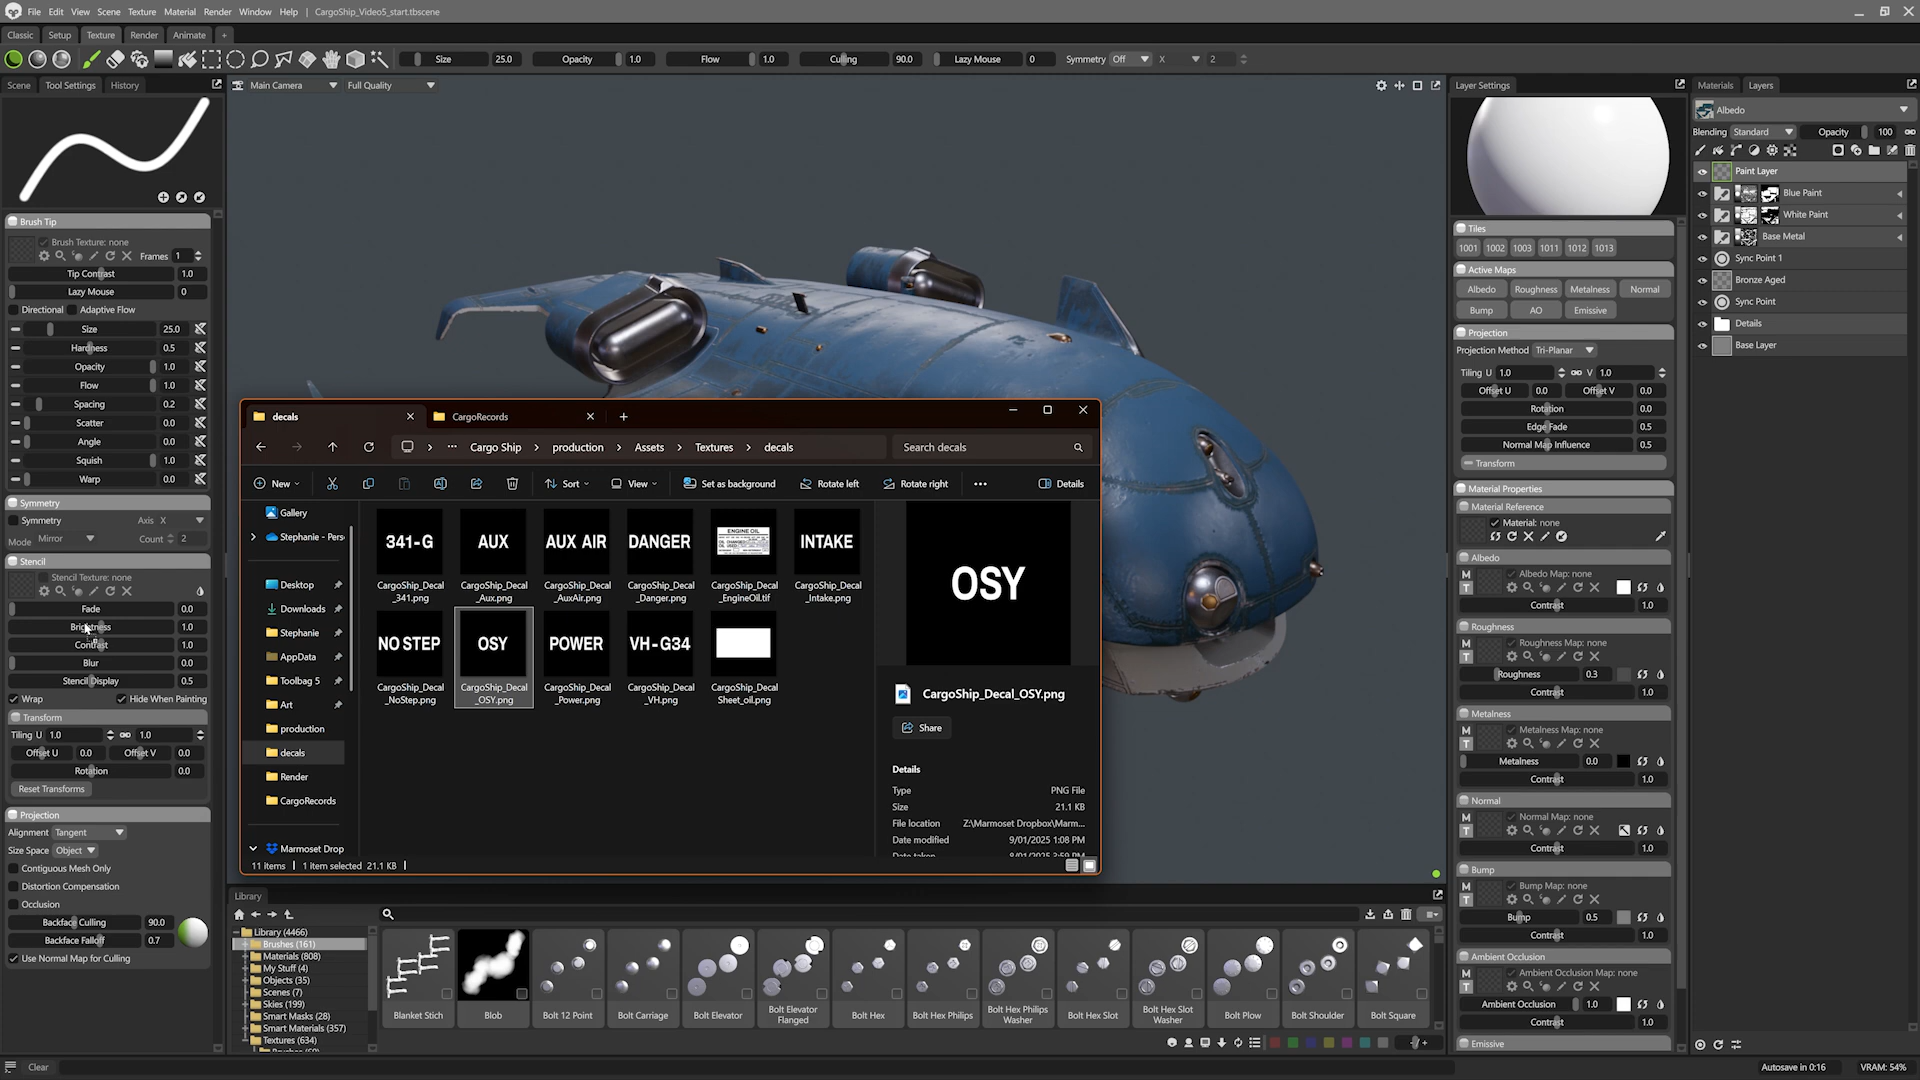 File Edit View Scene Texture Material Render Window Help | CargoShip_Video5_start.tbscene
Classic Setup Texture Render Animate +
Size 25.0 Opacity 1.0 Flow 1.0 Culling 90.0 Lazy Mouse 0 Symmetry Off X 2
Scene Tool Settings History
Main Camera Full Quality
Brush Tip
Brush Texture: none
Frames 1
Tip Contrast 1.0
Lazy Mouse 0
Directional Adaptive Flow
Size 25.0
Hardness 0.5
Opacity 1.0
Flow 1.0
Spacing 0.2
Scatter 0.0
Angle 0.0
Squish 1.0
Warp 0.0
Symmetry
Symmetry Axis X
Mode Mirror Count 2
Stencil
Stencil Texture: none
Fade 0.0
Brightness 1.0
Contrast 1.0
Blur 0.0
Stencil Display 0.5
Wrap Hide When Painting
Transform
Tiling U 1.0 1.0
Offset U 0.0 Offset V 0.0
Rotation 0.0
Reset Transforms
Projection
Alignment Tangent
Size Space Object
Contiguous Mesh Only
Distortion Compensation
Occlusion
Backface Culling 90.0
Backface Falloff 0.7
Use Normal Map for Culling
decals
CargoRecords
Cargo Ship > production > Assets > Textures > decals
Search decals
New Sort View Set as background Rotate left Rotate right Details
Gallery
Stephanie - Pers
Desktop
Downloads
Stephanie
AppData
Toolbag 5
Art
production
decals
Render
CargoRecords
Marmoset Drop
341-G AUX AUX AIR DANGER ENGINE OIL INTAKE
CargoShip_Decal_341.png
CargoShip_Decal_Aux.png
CargoShip_Decal_AuxAir.png
CargoShip_Decal_Danger.png
CargoShip_Decal_EngineOil.tif
CargoShip_Decal_Intake.png
NO STEP OSY POWER VH-G34
CargoShip_Decal_NoStep.png
CargoShip_Decal_OSY.png
CargoShip_Decal_Power.png
CargoShip_Decal_VH.png
CargoShip_Decal Sheet_oil.png
OSY
CargoShip_Decal_OSY.png
Share
Details
Type PNG File
Size 21.1 KB
File location Z:\Marmoset Dropbox\Marm...
Date modified 9/01/2025 1:08 PM
Date taken 8/01/2025 3:59 PM
11 items | 1 item selected 21.1 KB |
Library
Library (4466)
Brushes (161)
Materials (808)
My Stuff (4)
Objects (35)
Scenes (7)
Skies (199)
Smart Masks (28)
Smart Materials (357)
Textures (634)
Blanket Stich
Blob
Bolt 12 Point
Bolt Carriage
Bolt Elevator
Bolt Elevator Flanged
Bolt Hex
Bolt Hex Philips
Bolt Hex Philips Washer
Bolt Hex Slot
Bolt Hex Slot Washer
Bolt Plow
Bolt Shoulder
Bolt Square
Clear
Layer Settings
Tiles
1001 1002 1003 1011 1012 1013
Active Maps
Albedo Roughness Metalness Normal
Bump AO Emissive
Projection
Projection Method Tri-Planar
Tiling U 1.0 V 1.0
Offset U 0.0 Offset V 0.0
Rotation 0.0
Edge Fade 0.5
Normal Map Influence 0.5
Transform
Material Properties
Material Reference
Material: none
Albedo
M Albedo Map: none
T
Contrast 1.0
Roughness
M Roughness Map: none
T
Roughness 0.3
Contrast 1.0
Metalness
M Metalness Map: none
T
Metalness 0.0
Contrast 1.0
Normal
M Normal Map: none
T
Contrast 1.0
Bump
M Bump Map: none
T
Bump 0.5
Contrast 1.0
Ambient Occlusion
M Ambient Occlusion Map: none
T
Ambient Occlusion 1.0
Contrast 1.0
Emissive
Materials Layers
Albedo
Blending Standard Opacity 100
Paint Layer
Blue Paint
White Paint
Base Metal
Sync Point 1
Bronze Aged
Sync Point
Details
Base Layer
Autosave in 0:16 VRAM: 54%